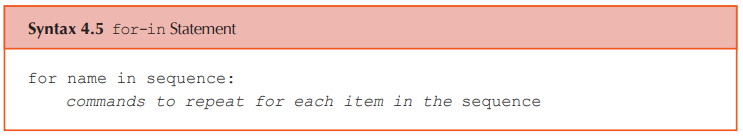 Syntax 4.5 for-in Statement
for name in sequence:
commands to repeat for each item in the sequence